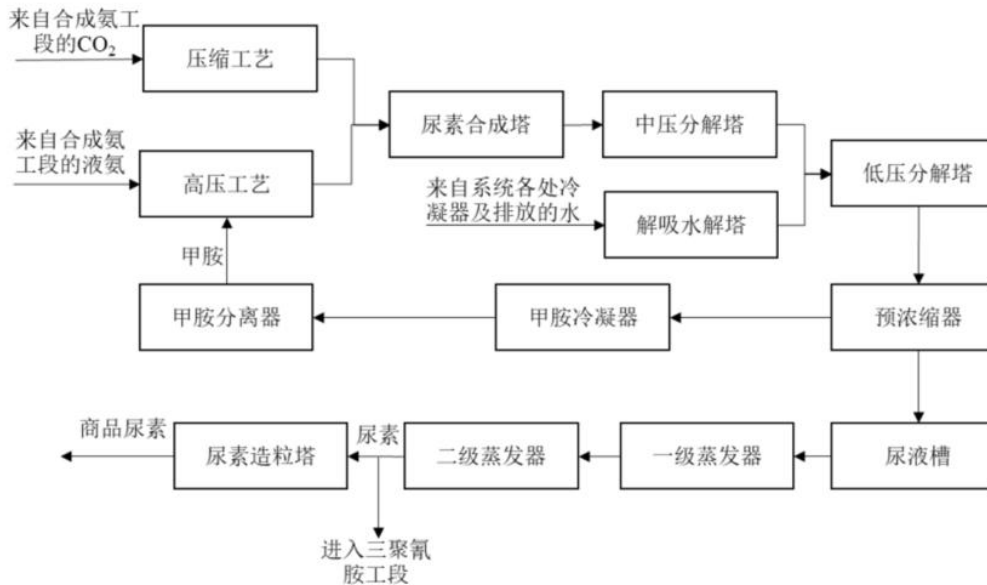 来自合成氨工
段的CO₂
压缩工艺
尿素合成塔
中压分解塔
来自合成氨
工段的液氨
高压工艺
来自系统各处冷
凝器及排放的水
解吸水解塔
低压分解塔
甲胺
甲胺分离器
甲胺冷凝器
预浓缩器
商品尿素
尿素造粒塔
尿素
二级蒸发器
一级蒸发器
尿液槽
进入三聚氰
胺工段